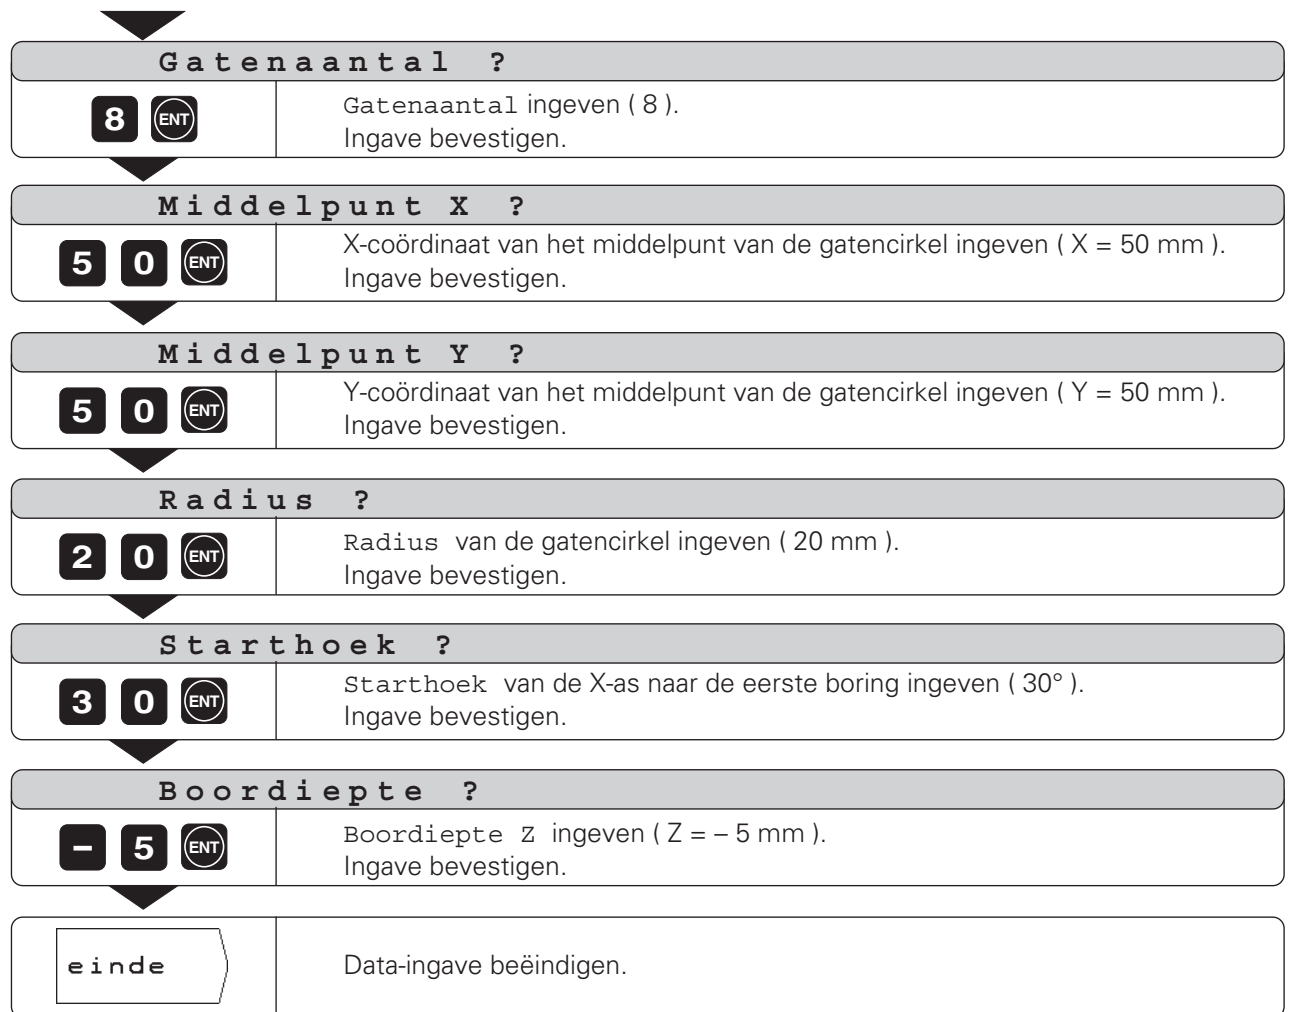 Gatenaantal ?
8 ENT
Gatenaantal ingeven ( 8 ).
Ingave bevestigen.
Middelpunt X ?
5 0 ENT
X-coördinaat van het middelpunt van de gatencirkel ingeven ( X = 50 mm ).
Ingave bevestigen.
Middelpunt Y ?
5 0 ENT
Y-coördinaat van het middelpunt van de gatencirkel ingeven ( Y = 50 mm ).
Ingave bevestigen.
Radius ?
2 0 ENT
Radius van de gatencirkel ingeven ( 20 mm ).
Ingave bevestigen.
Starthoek ?
3 0 ENT
Starthoek van de X-as naar de eerste boring ingeven ( 30° ).
Ingave bevestigen.
Boordiepte ?
– 5 ENT
Boordiepte Z ingeven ( Z = – 5 mm ).
Ingave bevestigen.
einde
Data-ingave beëindigen.